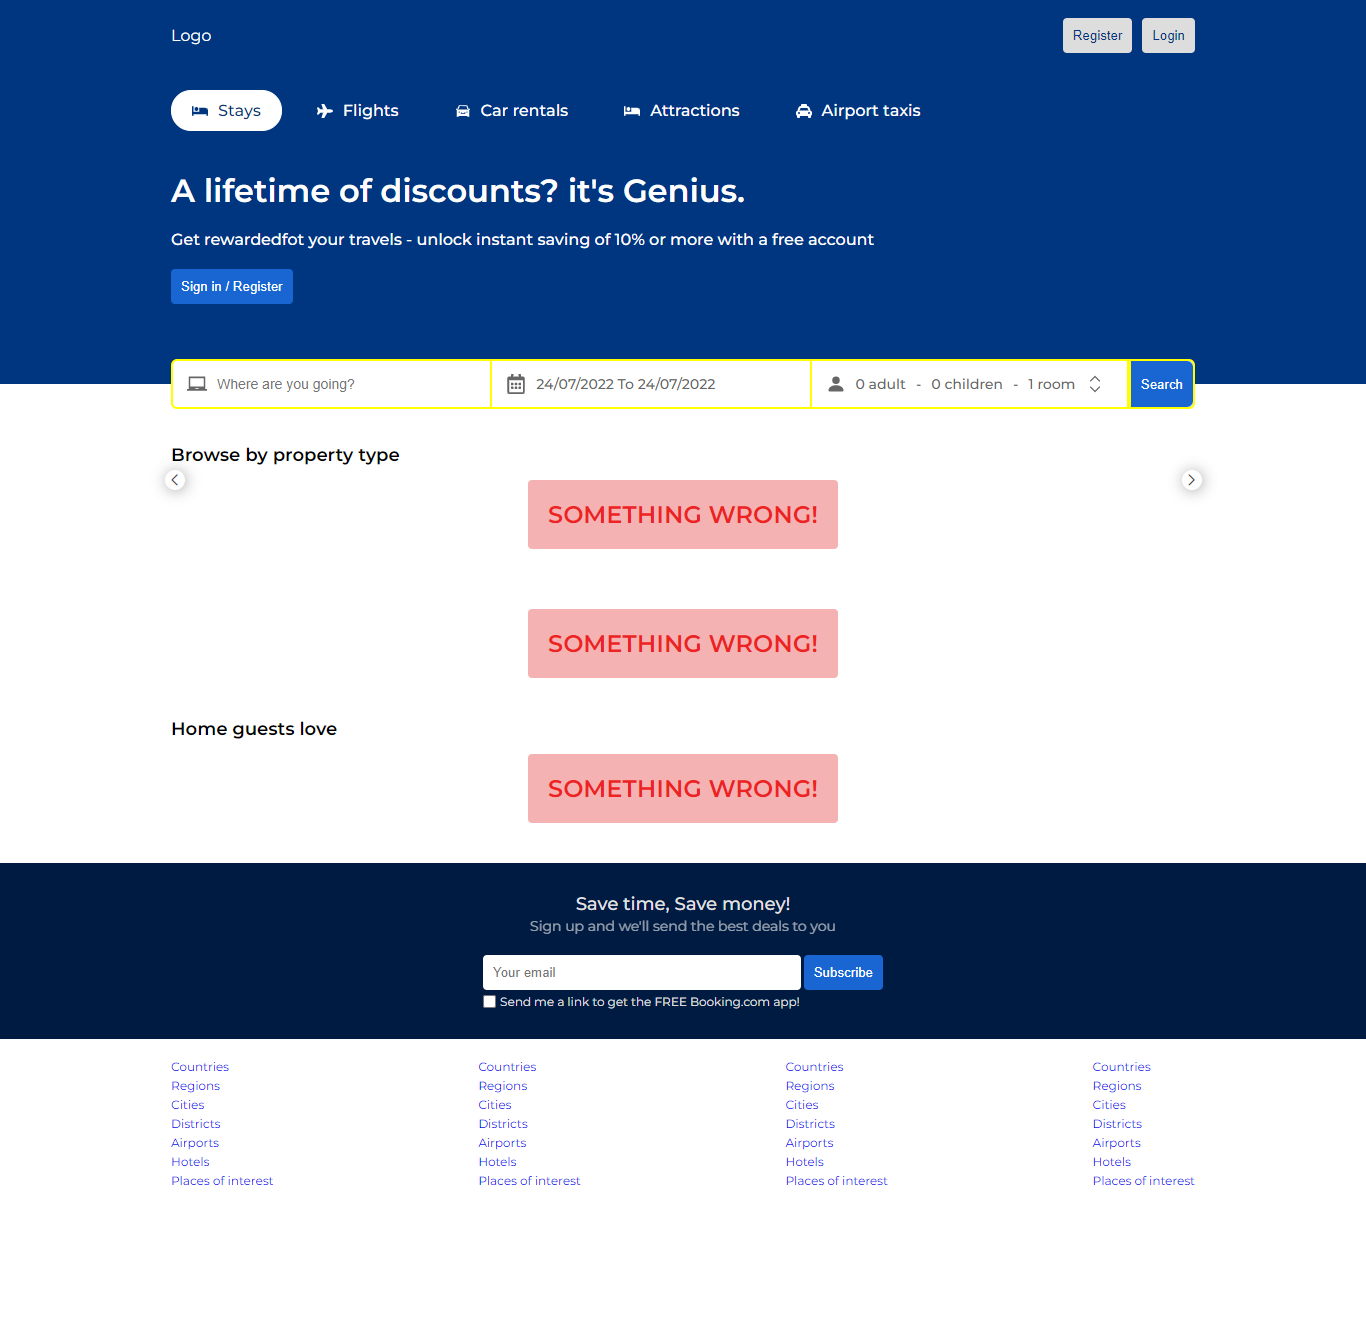 Logo
Register
Login
Stays
Flights
Car rentals
Attractions
Airport taxis
A lifetime of discounts? it's Genius.
Get rewardedfot your travels - unlock instant saving of 10% or more with a free account
Sign in / Register
Where are you going?
24/07/2022 To 24/07/2022
0 adult - 0 children - 1 room
Search
Browse by property type
SOMETHING WRONG!
SOMETHING WRONG!
Home guests love
SOMETHING WRONG!
Save time, Save money!
Sign up and we'll send the best deals to you
Your email
Subscribe
Send me a link to get the FREE Booking.com app!
Countries
Regions
Cities
Districts
Airports
Hotels
Places of interest
Countries
Regions
Cities
Districts
Airports
Hotels
Places of interest
Countries
Regions
Cities
Districts
Airports
Hotels
Places of interest
Countries
Regions
Cities
Districts
Airports
Hotels
Places of interest